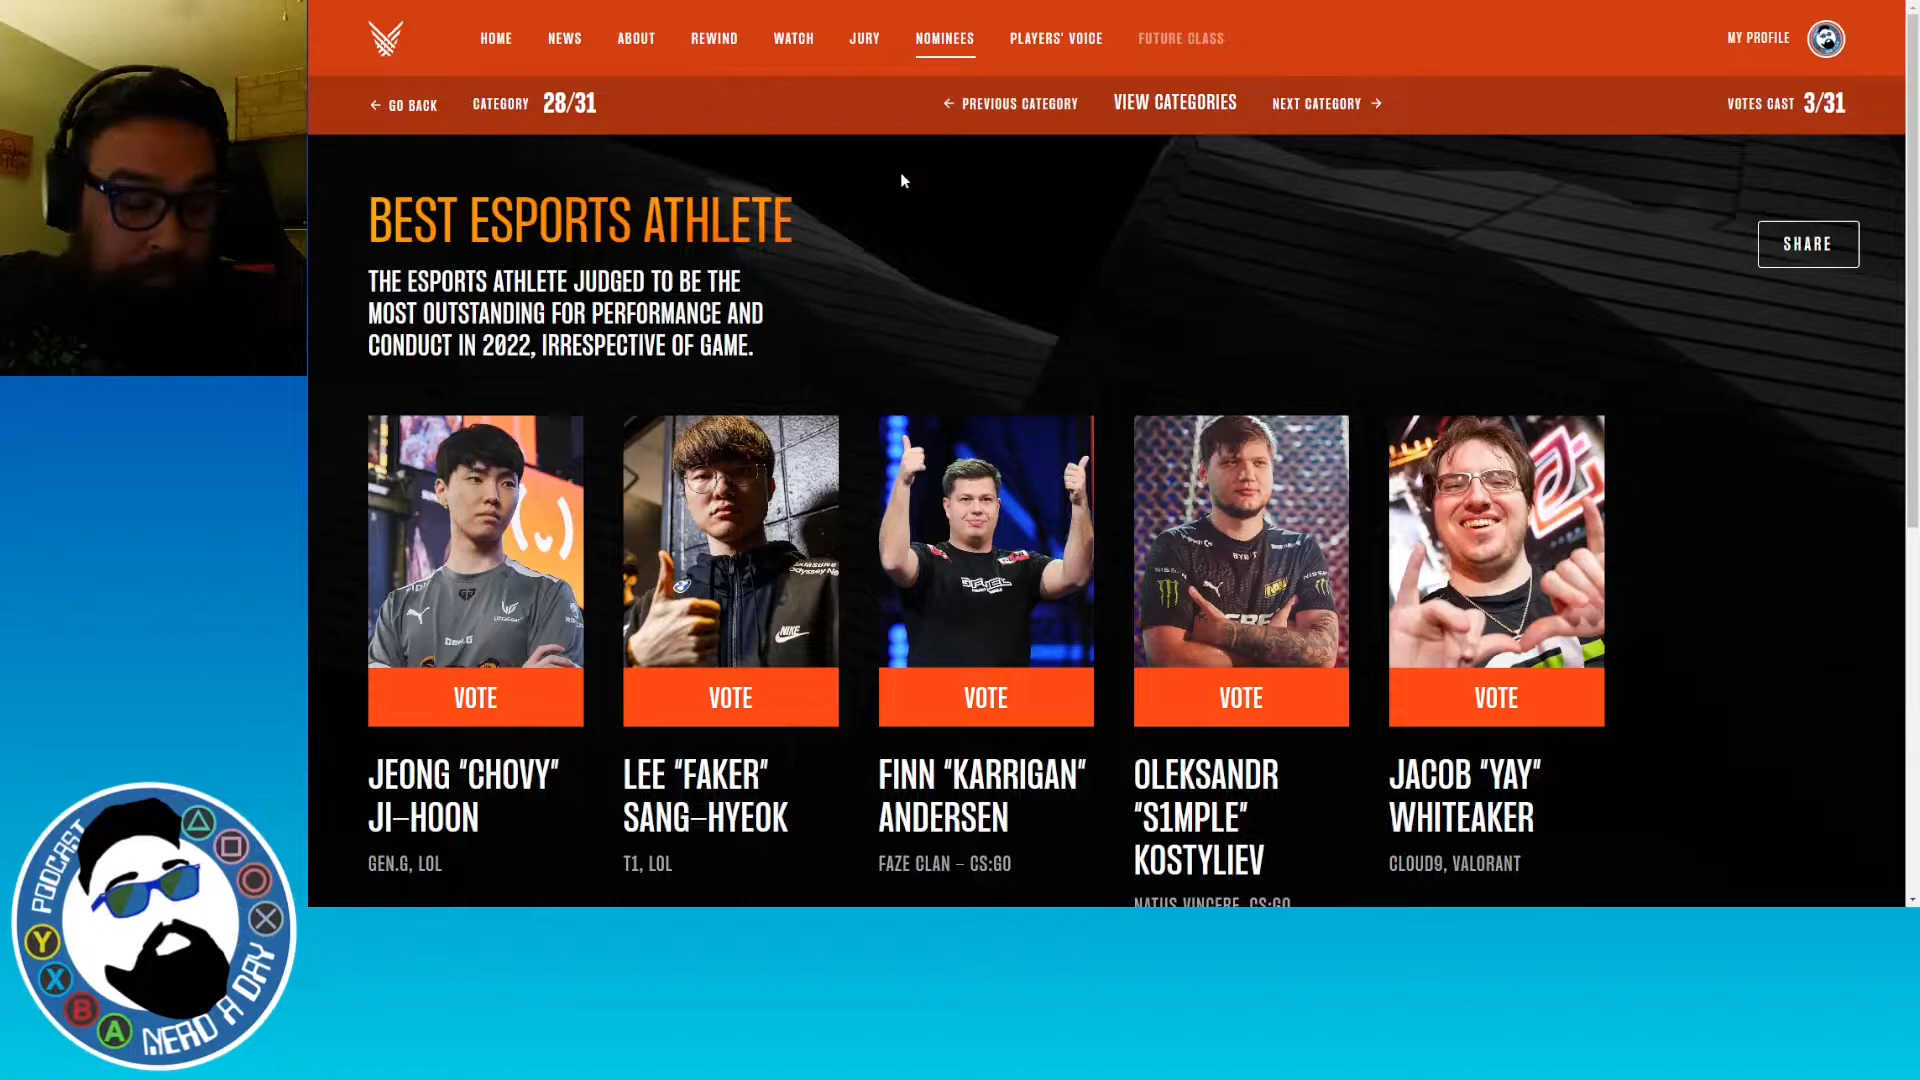 HOME NEWS ABOUT REWIND WATCH JURY NOMINEES PLAYERS' VOICE FUTURE CLASS MY PROFILE
← GO BACK CATEGORY 28/31 ← PREVIOUS CATEGORY VIEW CATEGORIES NEXT CATEGORY → VOTES CAST 3/31
BEST ESPORTS ATHLETE
SHARE
THE ESPORTS ATHLETE JUDGED TO BE THE
MOST OUTSTANDING FOR PERFORMANCE AND
CONDUCT IN 2022, IRRESPECTIVE OF GAME.
SAMSUNG
NIKE
GEN.G
VOTE VOTE VOTE VOTE VOTE
JEONG "CHOVY"
JI-HOON
GEN.G, LOL
LEE "FAKER"
SANG-HYEOK
T1, LOL
FINN "KARRIGAN"
ANDERSEN
FAZE CLAN – CS:GO
OLEKSANDR
"S1MPLE"
KOSTYLIEV
NATUS VINCERE, CS:GO
JACOB "YAY"
WHITEAKER
CLOUD9, VALORANT
PODCAST
Y X B A
NERD A DAY